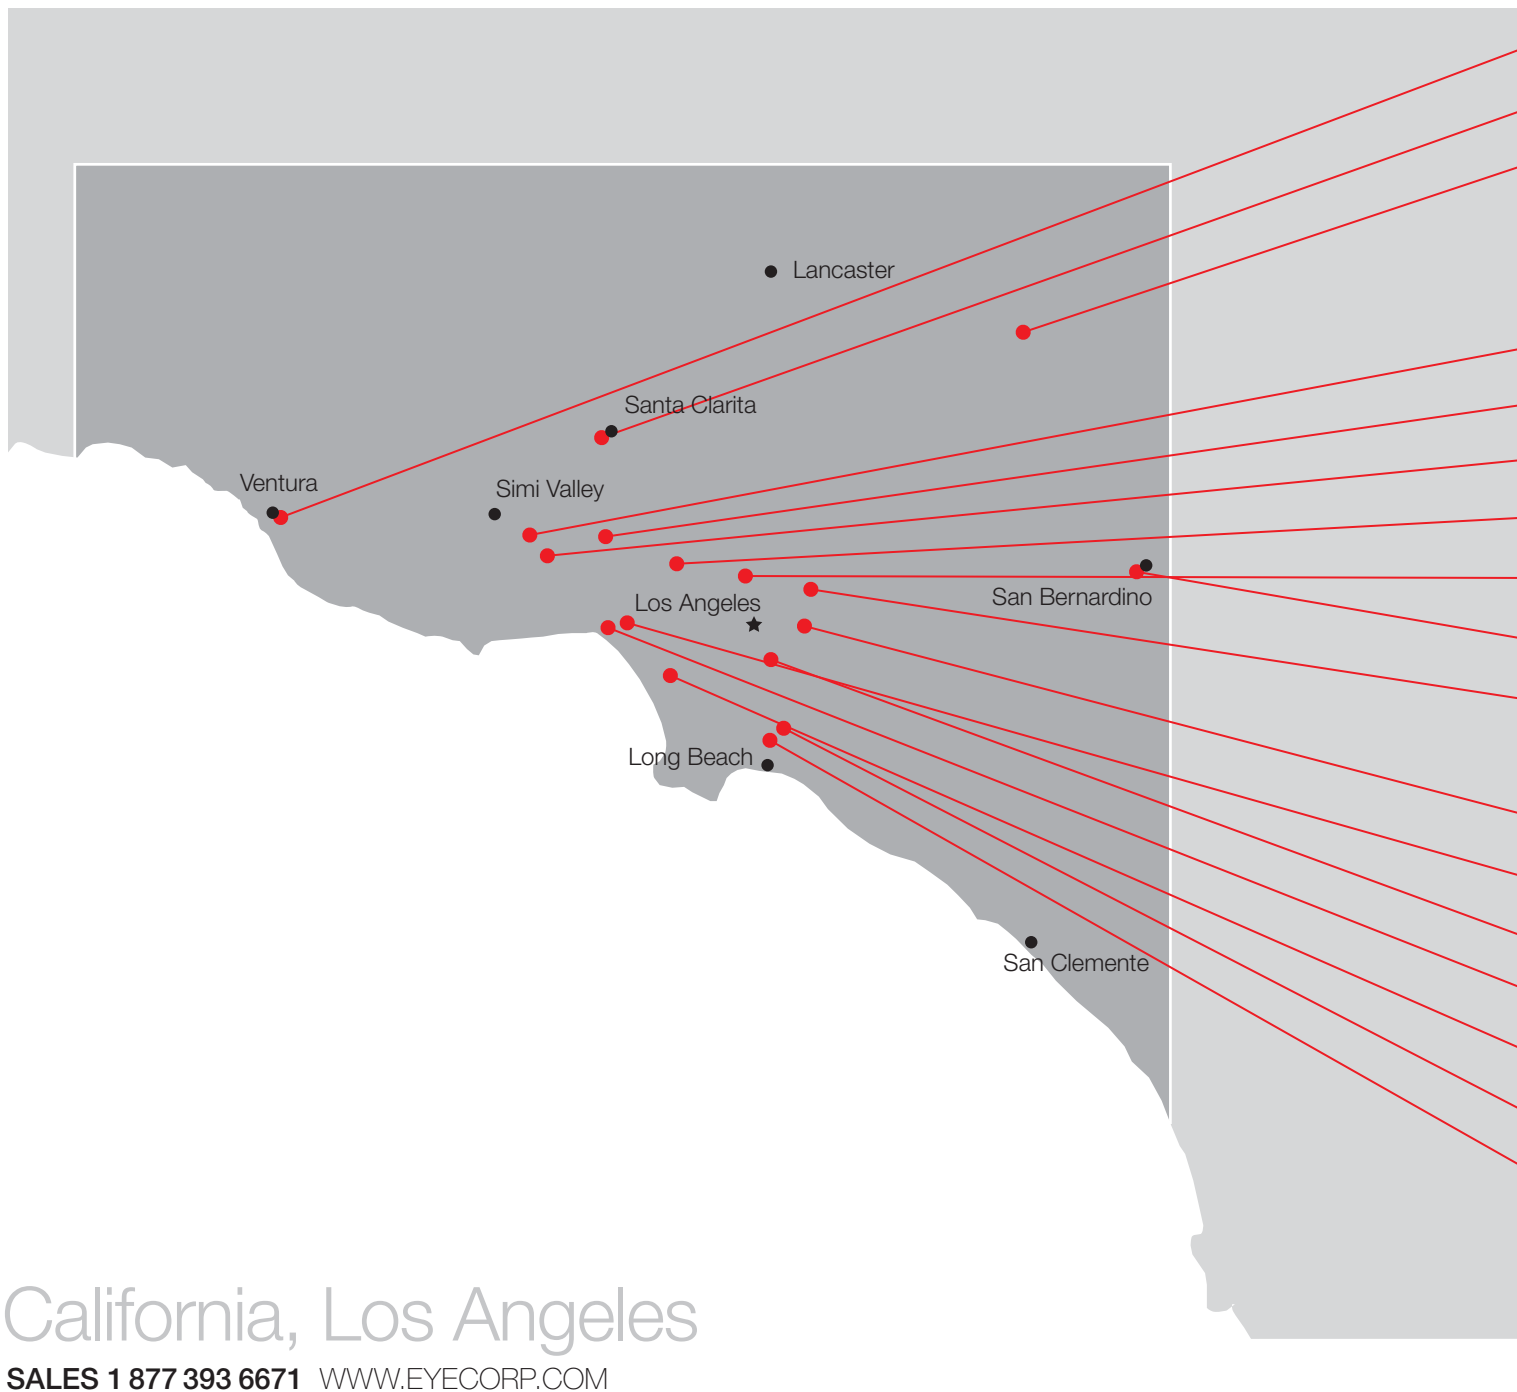 Lancaster
Santa Clarita
Ventura
Simi Valley
San Bernardino
Los Angeles
Long Beach
San Clemente
California, Los Angeles
SALES 1 877 393 6671 WWW.EYECORP.COM